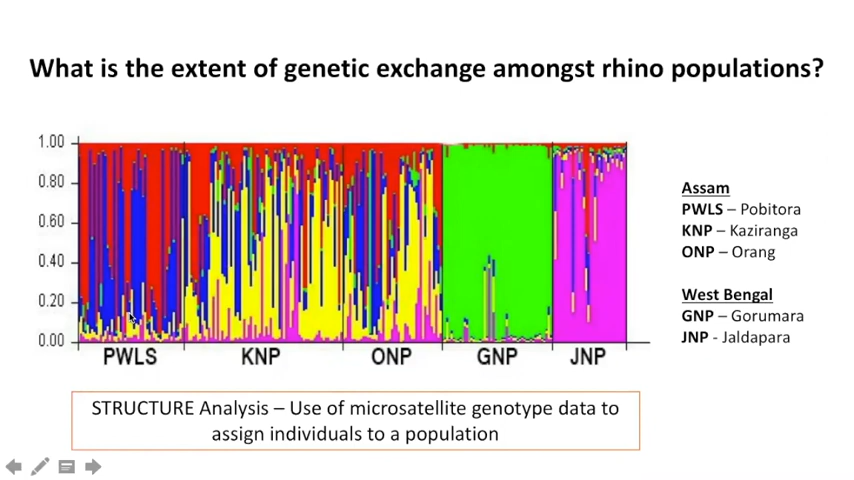 What is the extent of genetic exchange amongst rhino populations?
1.00
0.80
0.60
0.40
0.20
0.00
PWLS KNP ONP GNP JNP
Assam
PWLS – Pobitora
KNP – Kaziranga
ONP – Orang
West Bengal
GNP – Gorumara
JNP - Jaldapara
STRUCTURE Analysis – Use of microsatellite genotype data to
assign individuals to a population